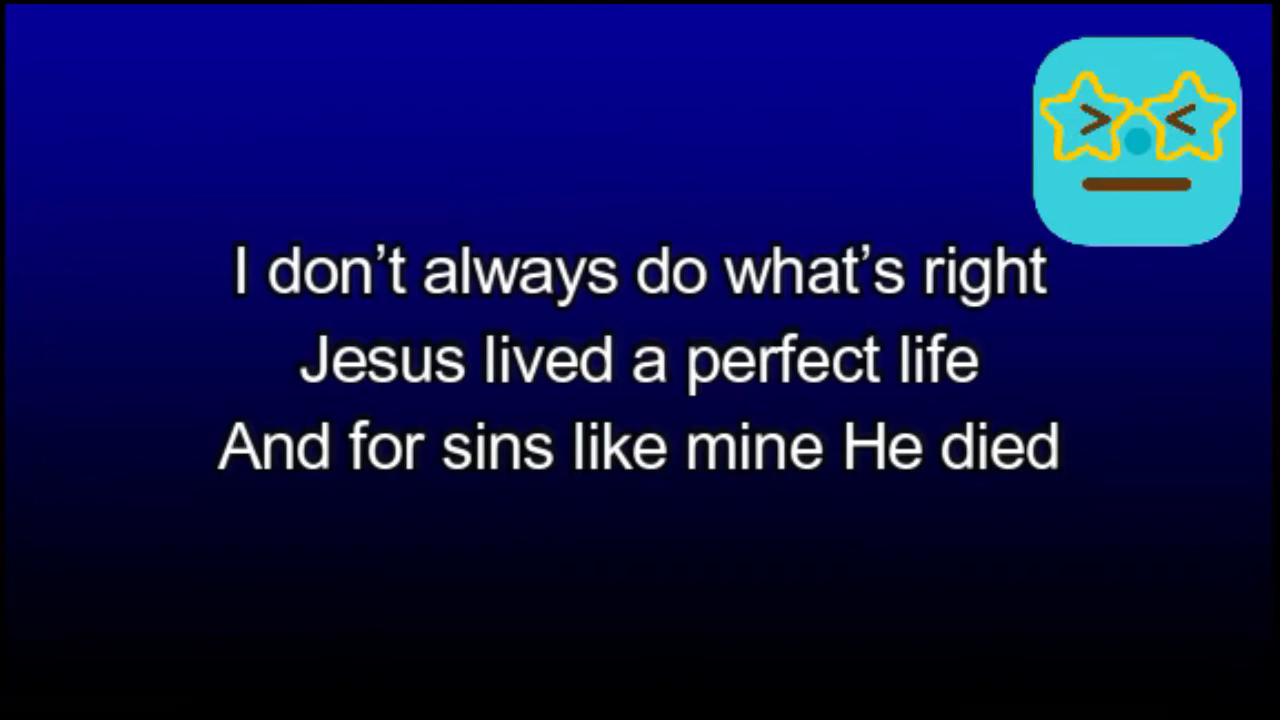 I don’t always do what’s right
Jesus lived a perfect life
And for sins like mine He died